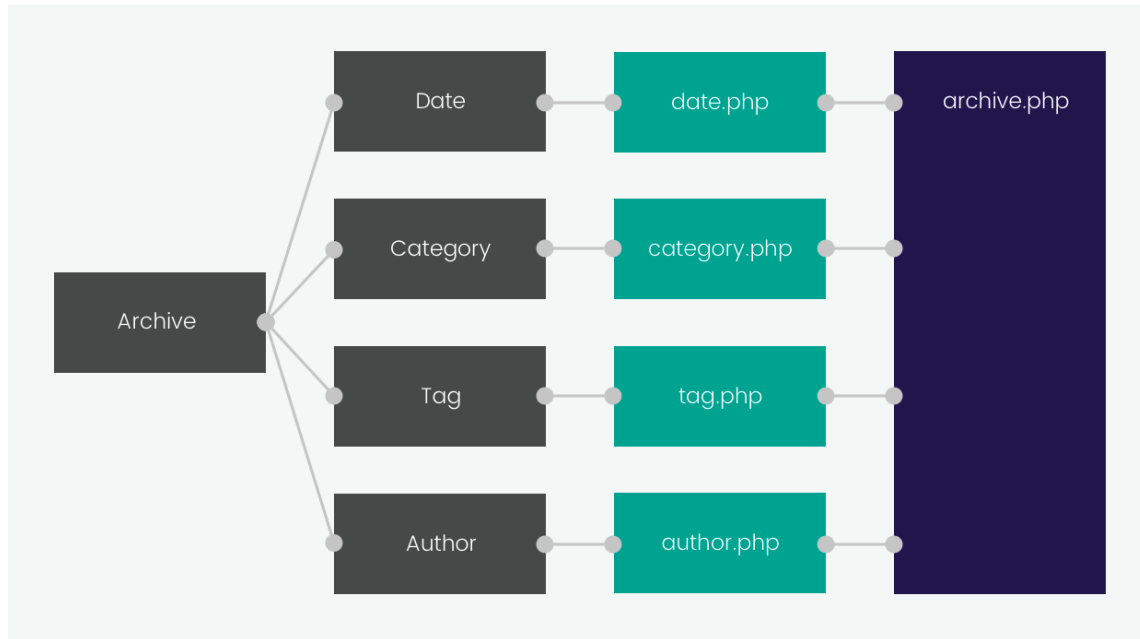 Archive
Date
date.php
archive.php
Category
category.php
Tag
tag.php
Author
author.php